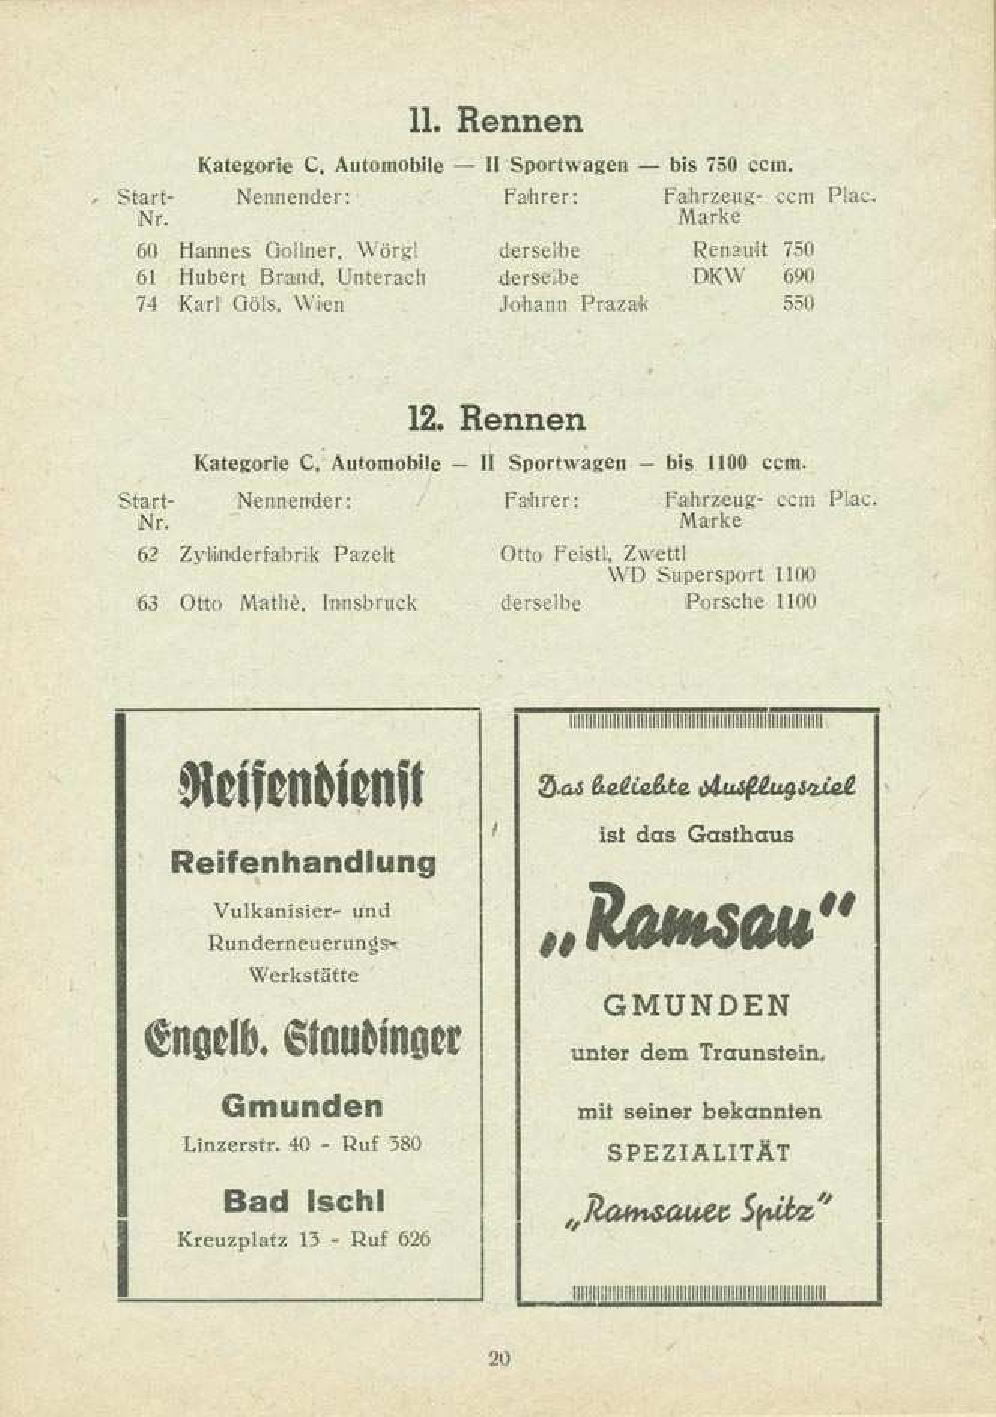 11. Rennen
Kategorie C, Automobile — II Sportwagen — bis 750 ccm.
Start- Nennender: Fahrer: Fahrzeug- ccm Plac.
Nr. Marke
60 Hannes Gollner, Wörgl derselbe Renault 750
61 Hubert Brand, Unterach derselbe DKW 690
74 Karl Göls, Wien Johann Prazak 550
12. Rennen
Kategorie C, Automobile — II Sportwagen — bis 1100 ccm.
Start- Nennender: Fahrer: Fahrzeug- ccm Plac.
Nr. Marke
62 Zylinderfabrik Pazelt Otto Feistl, Zwettl
WD Supersport 1100
63 Otto Mathè, Innsbruck derselbe Porsche 1100
Reifendienst
Reifenhandlung
Vulkanisier- und
Runderneuerungs-
Werkstätte
Engelb. Staudinger
Gmunden
Linzerstr. 40 - Ruf 380
Bad Ischl
Kreuzplatz 13 - Ruf 626
Das beliebte Ausflugsziel
ist das Gasthaus
„Ramsau“
GMUNDEN
unter dem Traunstein,
mit seiner bekannten
SPEZIALITÄT
„Ramsauer Spitz”
20